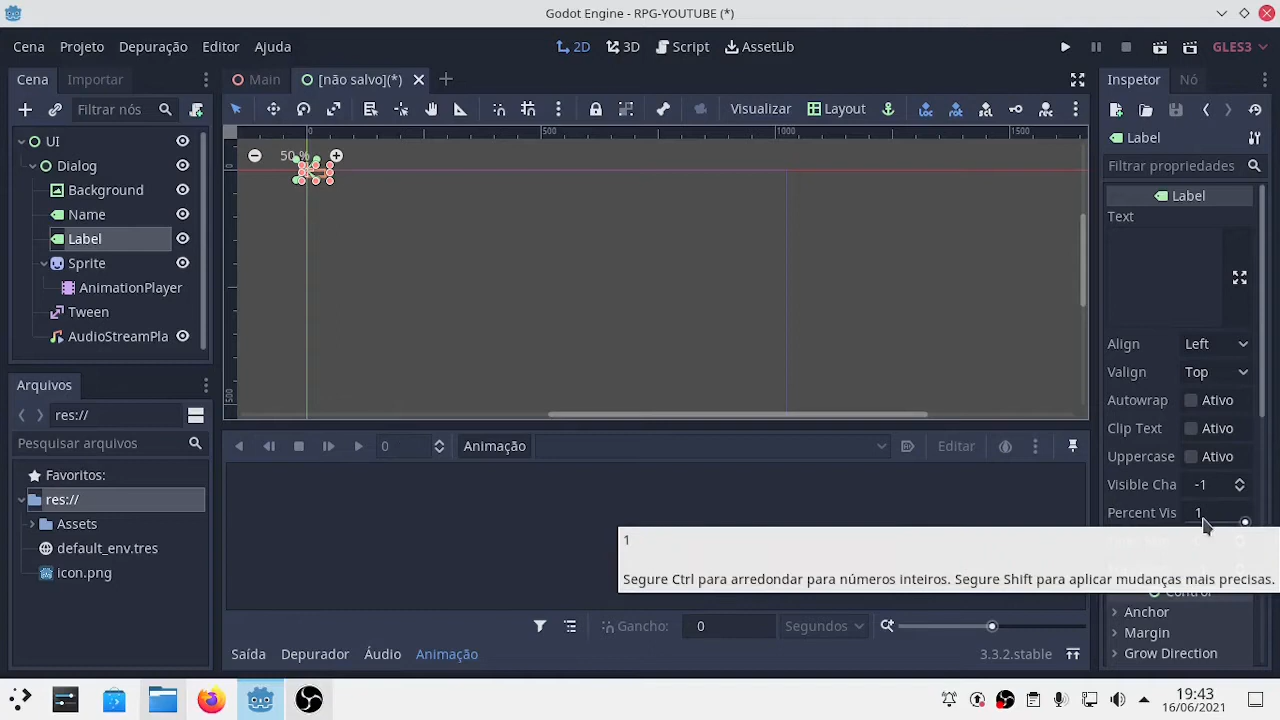 Godot Engine - RPG-YOUTUBE (*)
Cena Projeto Depuração Editor Ajuda
2D 3D Script AssetLib
GLES3
Cena Importar
Main [não salvo](*)
Inspetor Nó
Filtrar nós
Visualizar Layout
0 500 1000 1500
50 %
0
500
UI
Dialog
Background
Name
Label
Sprite
AnimationPlayer
Tween
AudioStreamPla
Arquivos
res://
Pesquisar arquivos
Favoritos:
res://
Assets
default_env.tres
icon.png
0 Animação Editar
Gancho: 0 Segundos
Saída Depurador Áudio Animação 3.3.2.stable
Label
Filtrar propriedades
Label
Text
Align Left
Valign Top
Autowrap Ativo
Clip Text Ativo
Uppercase Ativo
Visible Cha -1
Percent Vis 1
1
Segure Ctrl para arredondar para números inteiros. Segure Shift para aplicar mudanças mais precisas.
Control
Anchor
Margin
Grow Direction
19:43
16/06/2021